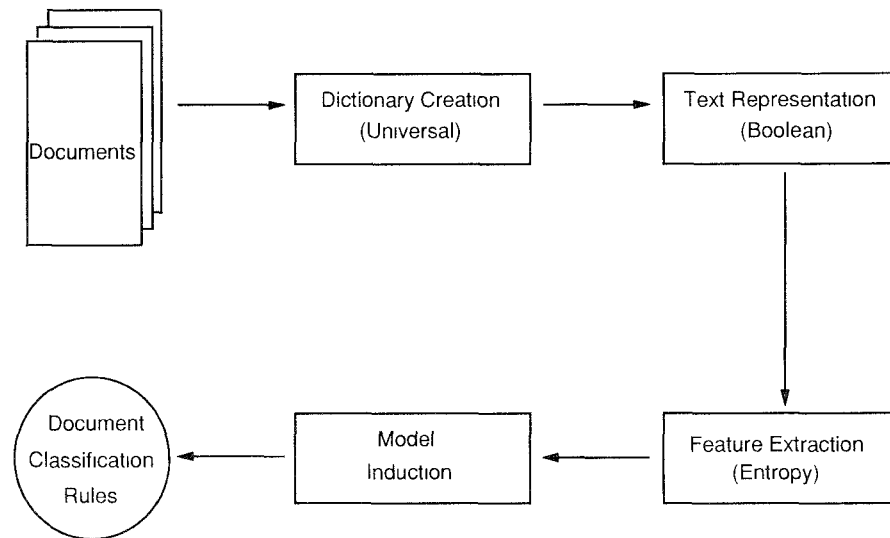 Documents
Dictionary Creation
(Universal)
Text Representation
(Boolean)
Feature Extraction
(Entropy)
Model
Induction
Document
Classification
Rules